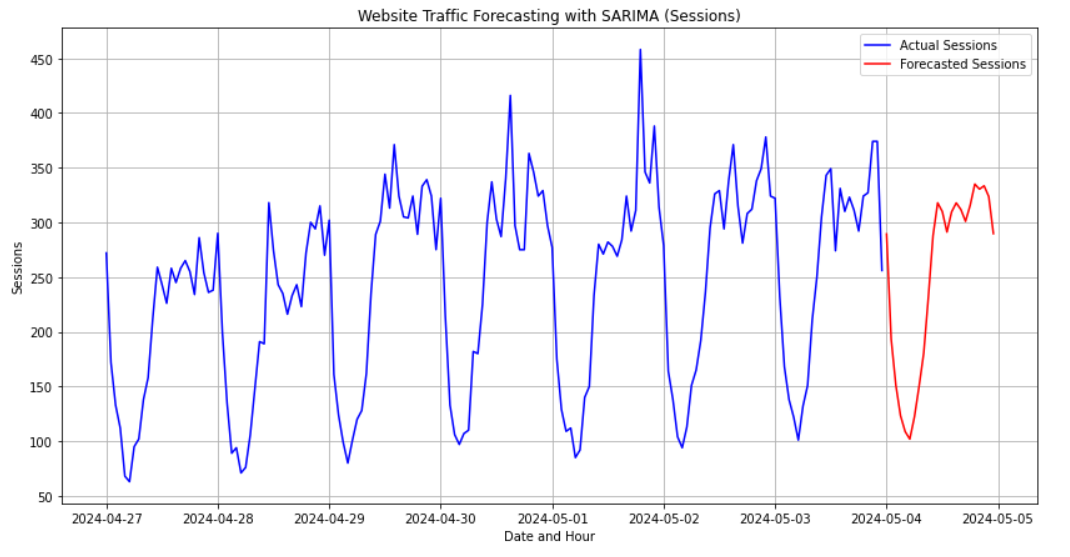 Website Traffic Forecasting with SARIMA (Sessions)
Actual Sessions
Forecasted Sessions
450
400
350
300
250
200
150
100
50
Sessions
2024-04-27 2024-04-28 2024-04-29 2024-04-30 2024-05-01 2024-05-02 2024-05-03 2024-05-04 2024-05-05
Date and Hour